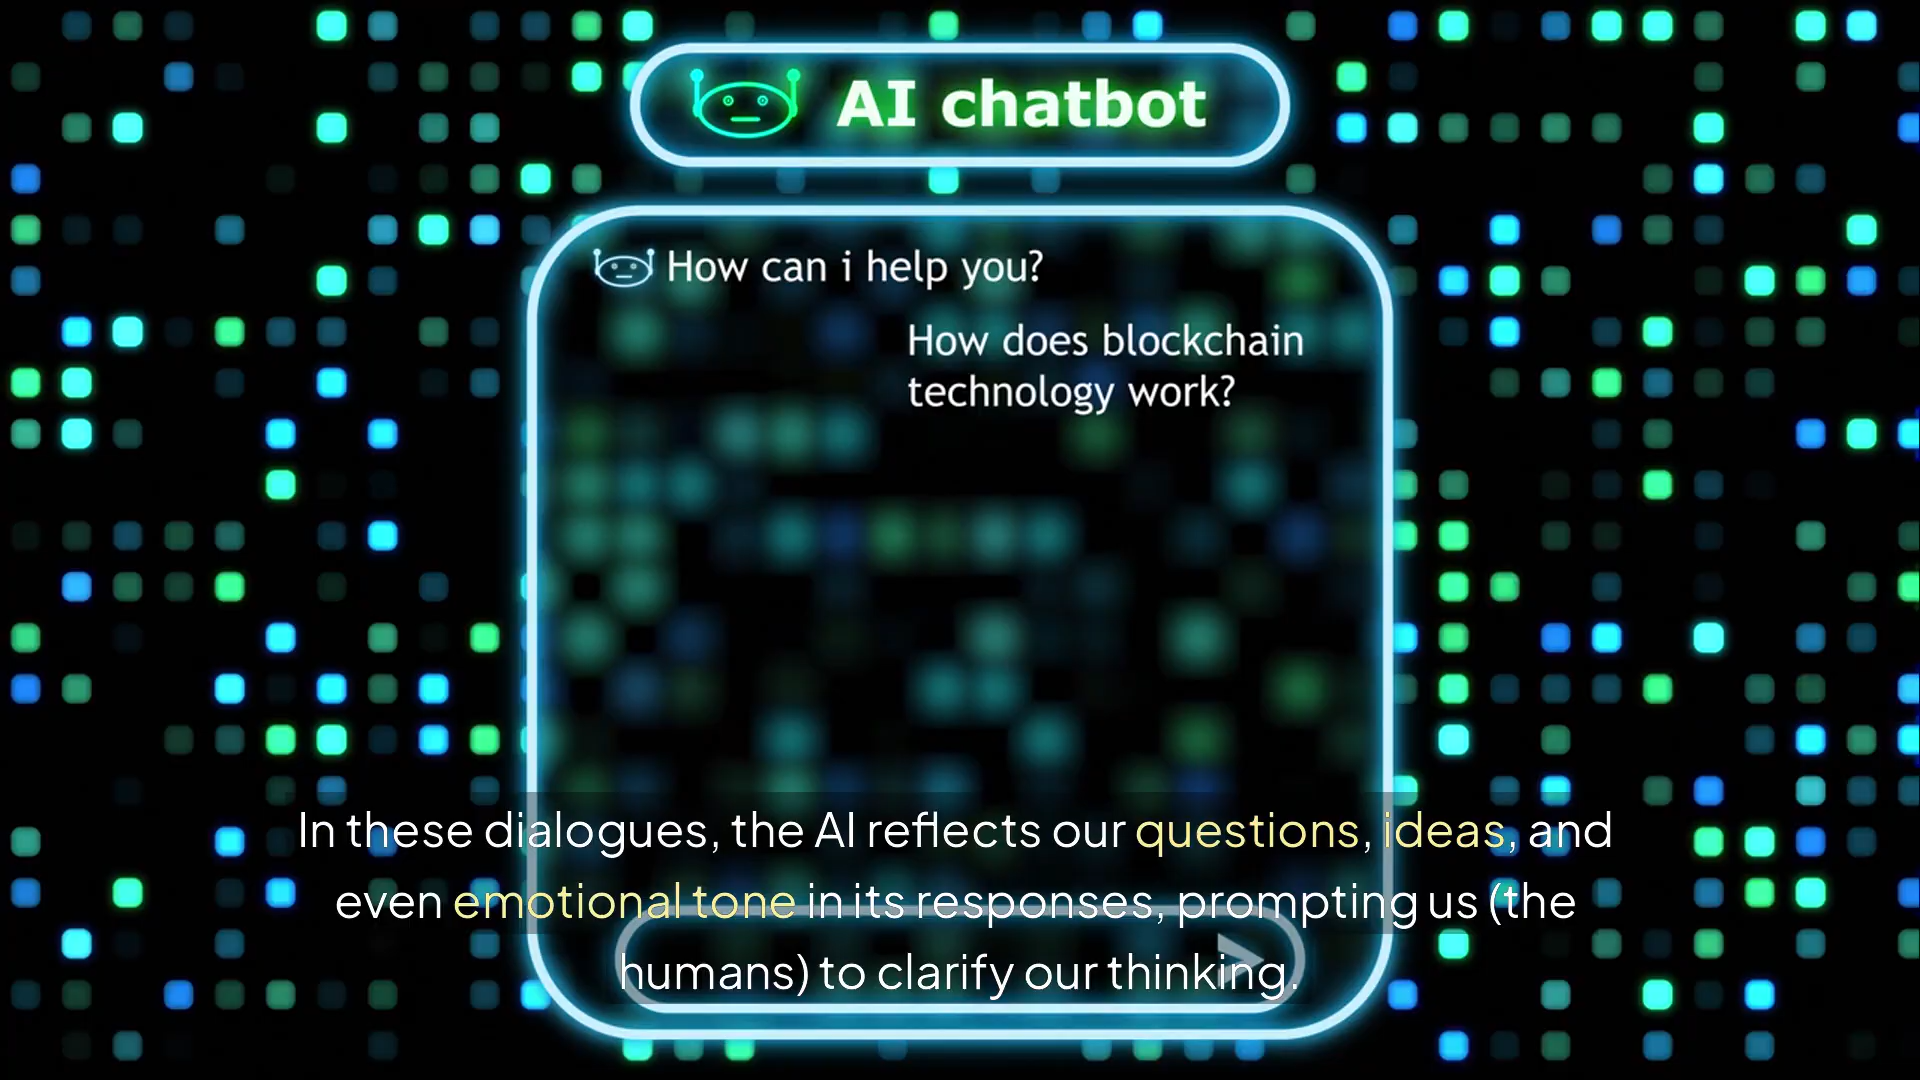 AI chatbot
How can i help you?
How does blockchain
technology work?
In these dialogues, the AI reflects our questions, ideas, and
even emotional tone in its responses, prompting us (the
humans) to clarify our thinking.